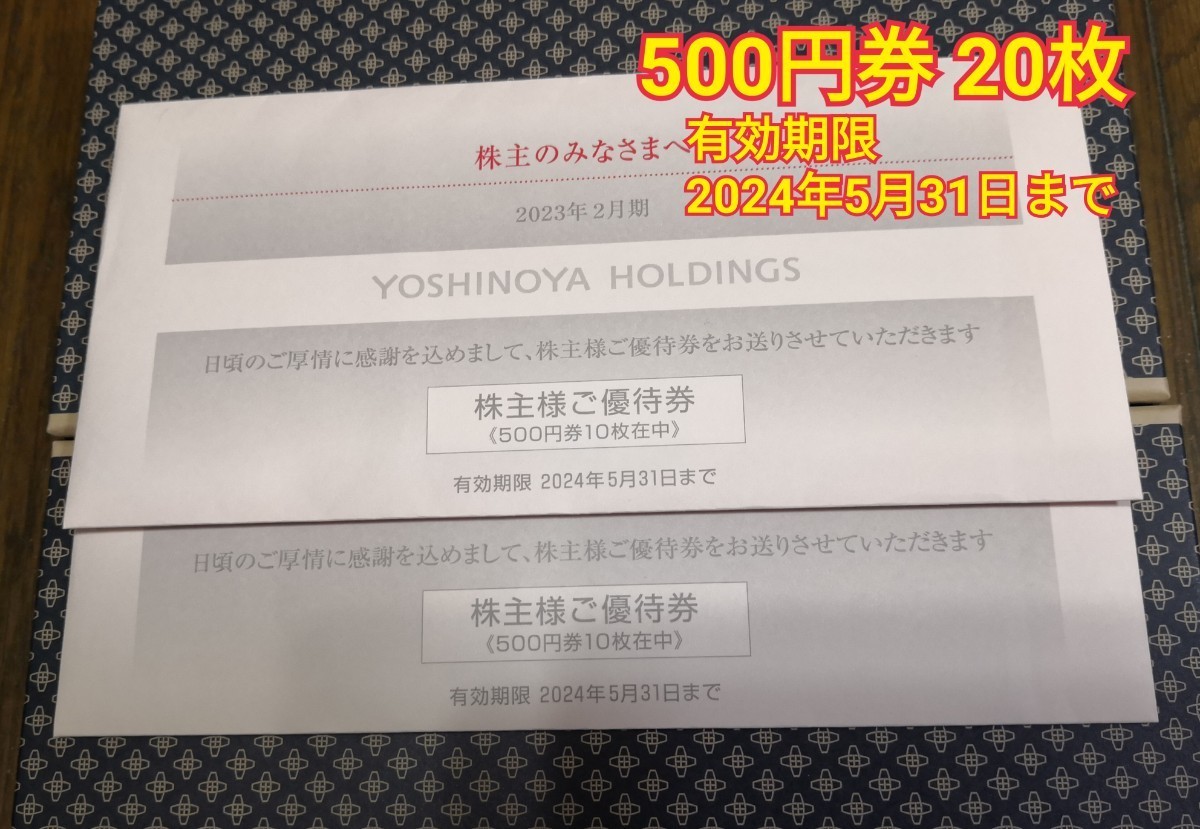 500円券 20枚
有効期限
2024年5月31日まで
株主のみなさまへ
2023年2月期
YOSHINOYA HOLDINGS
日頃のご厚情に感謝を込めまして、株主様ご優待券をお送りさせていただきます
株主様ご優待券
《500円券10枚在中》
有効期限 2024年5月31日まで
日頃のご厚情に感謝を込めまして、株主様ご優待券をお送りさせていただきます
株主様ご優待券
《500円券10枚在中》
有効期限 2024年5月31日まで